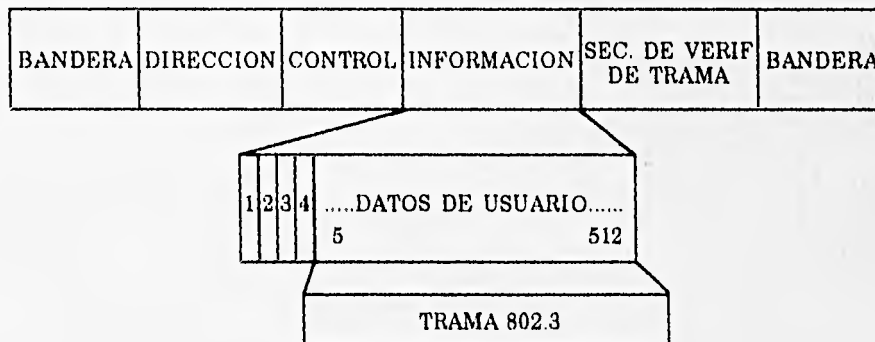 BANDERA DIRECCION CONTROL INFORMACION SEC. DE VERIF DE TRAMA BANDERA
1 2 3 4 .....DATOS DE USUARIO......
5 512
TRAMA 802.3